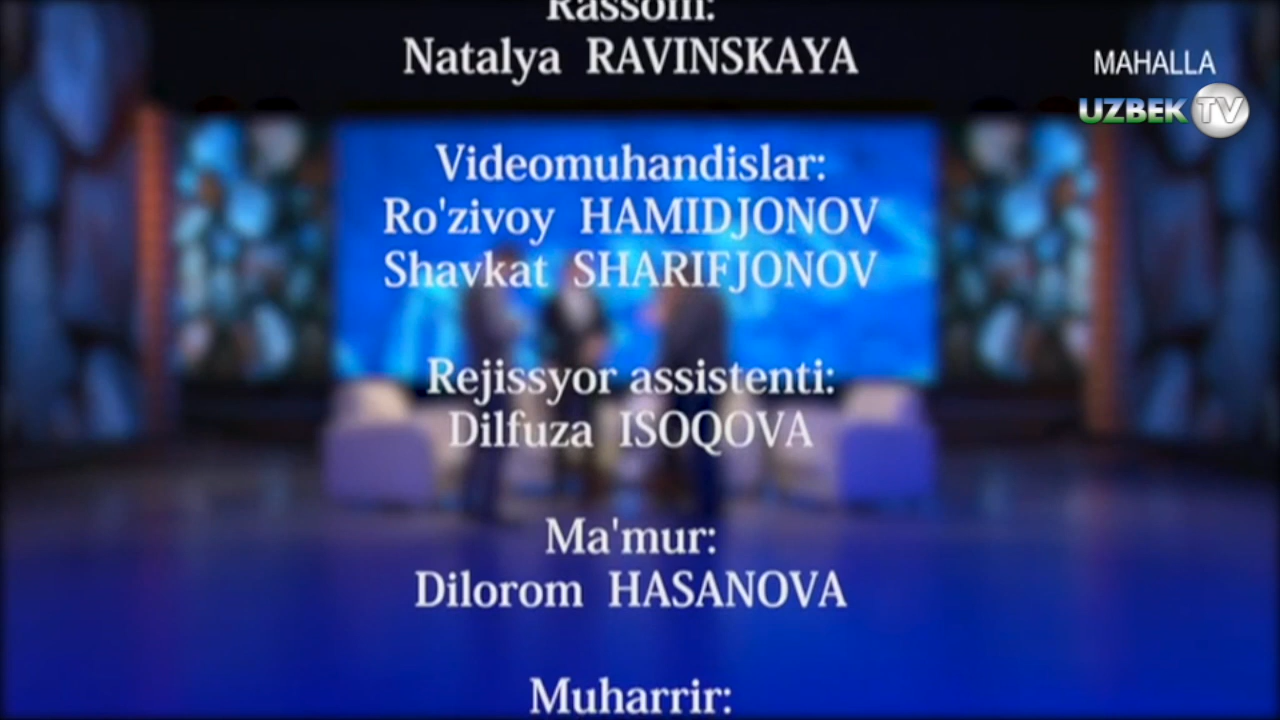 Rassom:
Natalya RAVINSKAYA
MAHALLA
UZBEK TV
Videomuhandislar:
Ro'zivoy HAMIDJONOV
Shavkat SHARIFJONOV
Rejissyor assistenti:
Dilfuza ISOQOVA
Ma'mur:
Dilorom HASANOVA
Muharrir: